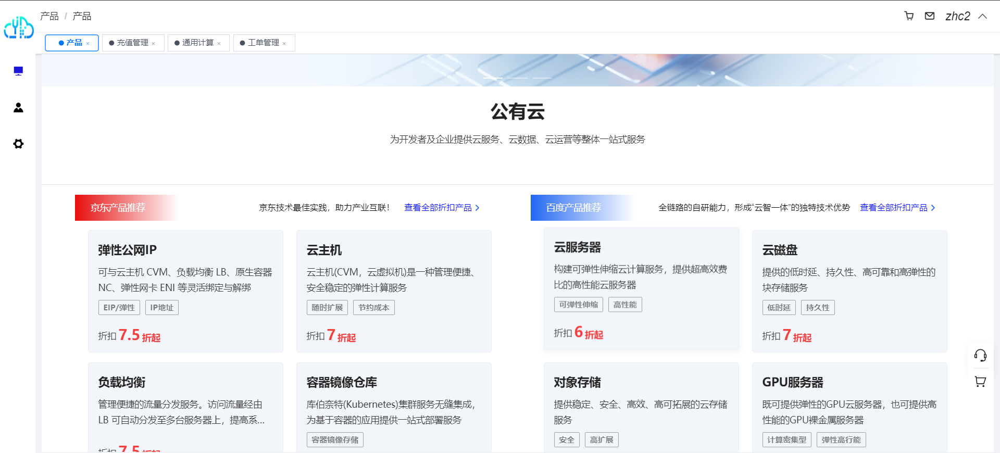 产品 / 产品
zhc2
产品 ×
充值管理 ×
通用计算 ×
工单管理 ×
公有云
为开发者及企业提供云服务、云数据、云运营等整体一站式服务
京东产品推荐
京东技术最佳实践，助力产业互联！
查看全部折扣产品
百度产品推荐
全链路的自研能力，形成“云智一体”的独特技术优势
查看全部折扣产品
弹性公网IP
可与云主机 CVM、负载均衡 LB、原生容器
NC、弹性网卡 ENI 等灵活绑定与解绑
EIP/弹性
IP地址
折扣 7.5 折起
云主机
云主机(CVM，云虚拟机)是一种管理便捷、
安全稳定的弹性计算服务
随时扩展
节约成本
折扣 7 折起
云服务器
构建可弹性伸缩云计算服务，提供超高效费
比的高性能云服务器
可弹性伸缩
高性能
折扣 6 折起
云磁盘
提供的低时延、持久性、高可靠和高弹性的
块存储服务
低时延
持久性
折扣 7 折起
负载均衡
管理便捷的流量分发服务。访问流量经由
LB 可自动分发至多台服务器上，提高系...
折扣 7.5 折起
容器镜像仓库
库伯奈特(Kubernetes)集群服务无缝集成，
为基于容器的应用提供一站式部署服务
容器镜像存储
对象存储
提供稳定、安全、高效、高可拓展的云存储
服务
安全
高扩展
GPU服务器
既可提供弹性的GPU云服务器，也可提供高
性能的GPU裸金属服务器
计算密集型
弹性高行能